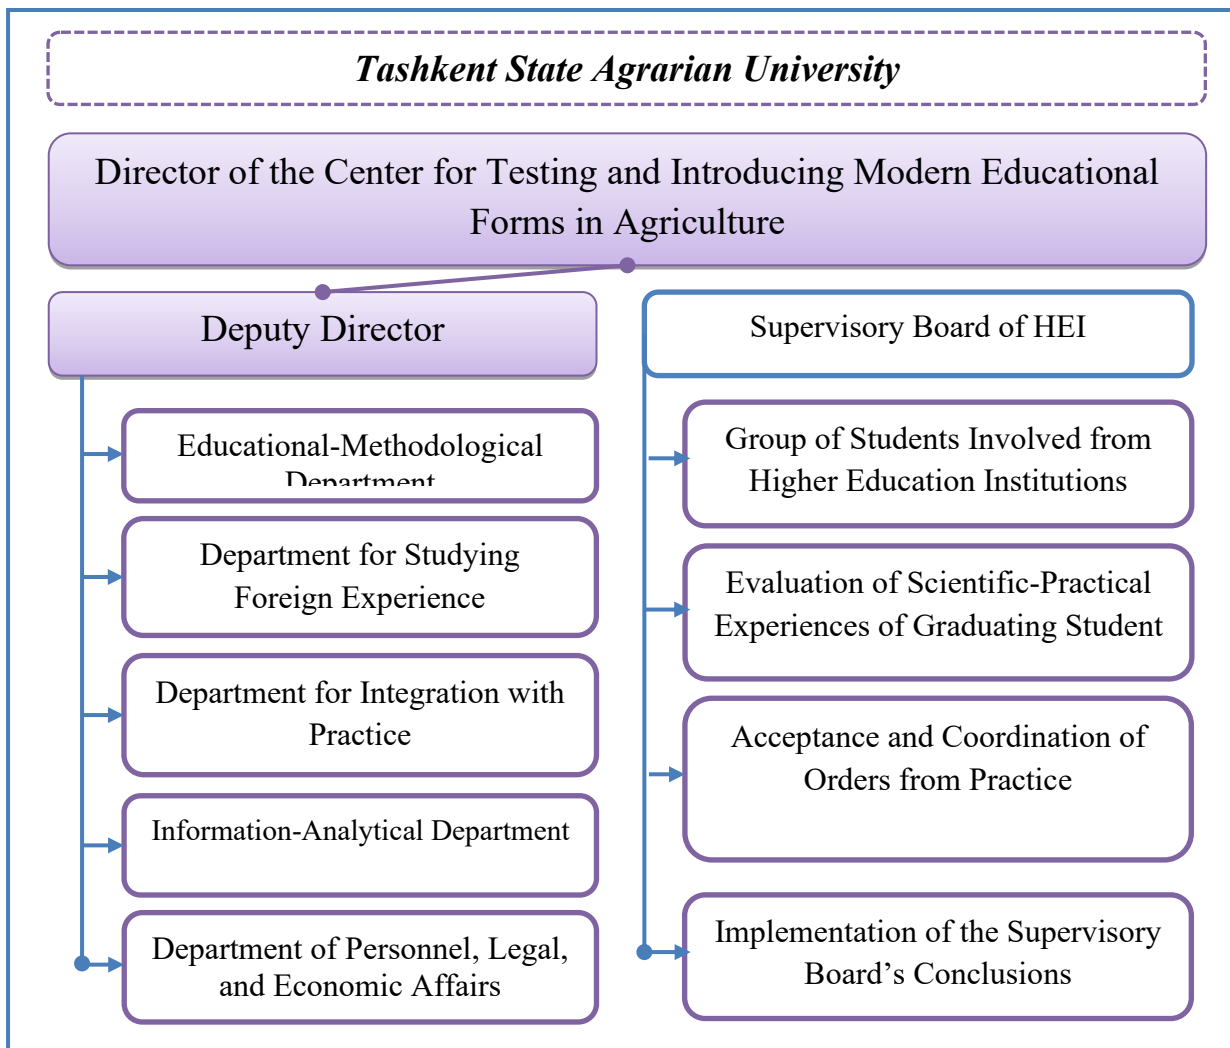 Tashkent State Agrarian University
Director of the Center for Testing and Introducing Modern Educational
Forms in Agriculture
Deputy Director
Educational-Methodological
Department
Department for Studying
Foreign Experience
Department for Integration with
Practice
Information-Analytical Department
Department of Personnel, Legal,
and Economic Affairs
Supervisory Board of HEI
Group of Students Involved from
Higher Education Institutions
Evaluation of Scientific-Practical
Experiences of Graduating Student
Acceptance and Coordination of
Orders from Practice
Implementation of the Supervisory
Board’s Conclusions